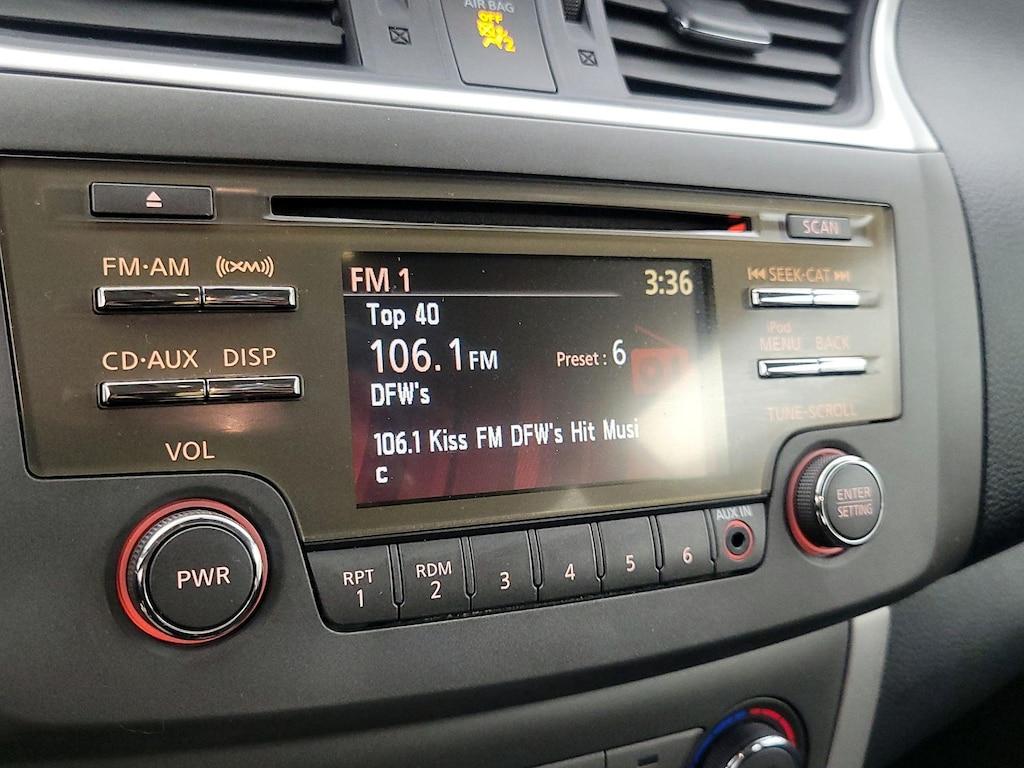 AIR BAG
OFF
2
SCAN
FM·AM
((XM))
SEEK·CAT
FM 1
3:36
Top 40
iPod
MENU BACK
106.1 FM
Preset : 6
CD·AUX DISP
DFW's
TUNE·SCROLL
106.1 Kiss FM DFW's Hit Musi
c
VOL
ENTER
SETTING
AUX IN
PWR
RPT
1
RDM
2
3
4
5
6